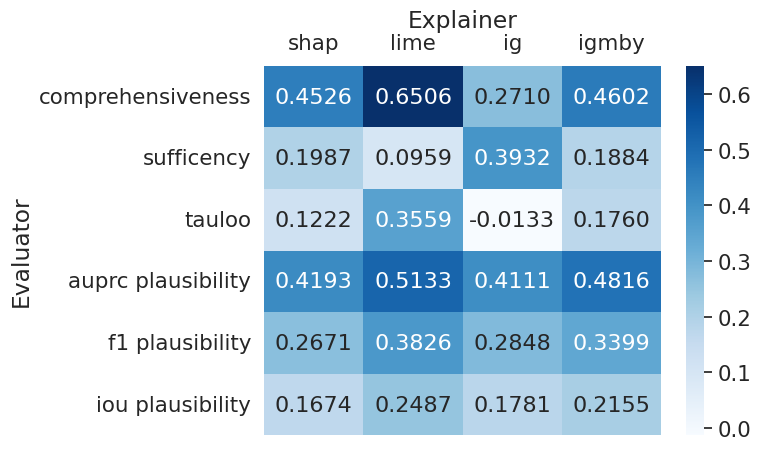 Explainer
shap lime ig igmby
comprehensiveness 0.4526 0.6506 0.2710 0.4602
sufficency 0.1987 0.0959 0.3932 0.1884
tauloo 0.1222 0.3559 -0.0133 0.1760
auprc plausibility 0.4193 0.5133 0.4111 0.4816
f1 plausibility 0.2671 0.3826 0.2848 0.3399
iou plausibility 0.1674 0.2487 0.1781 0.2155
Evaluator
0.6
0.5
0.4
0.3
0.2
0.1
0.0